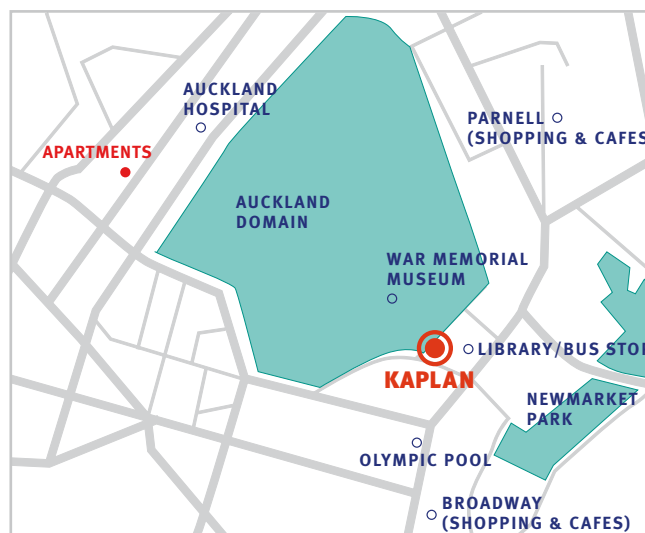 AUCKLAND
HOSPITAL
PARNELL
(SHOPPING & CAFES
APARTMENTS
AUCKLAND
DOMAIN
WAR MEMORIAL
MUSEUM
LIBRARY/BUS STOP
KAPLAN
NEWMARKET
PARK
OLYMPIC POOL
BROADWAY
(SHOPPING & CAFES)